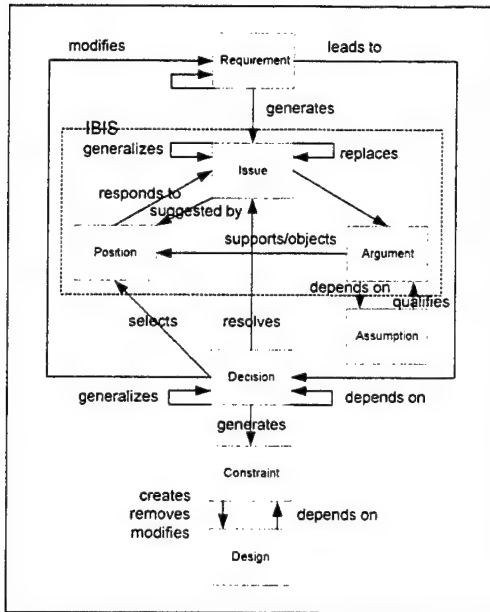 modifies
leads to
Requirement
generates
IBIS
generalizes
replaces
Issue
responds to
suggested by
supports/objects
Position
Argument
depends on
qualifies
selects
resolves
Assumption
Decision
generalizes
depends on
generates
Constraint
creates
removes
modifies
depends on
Design